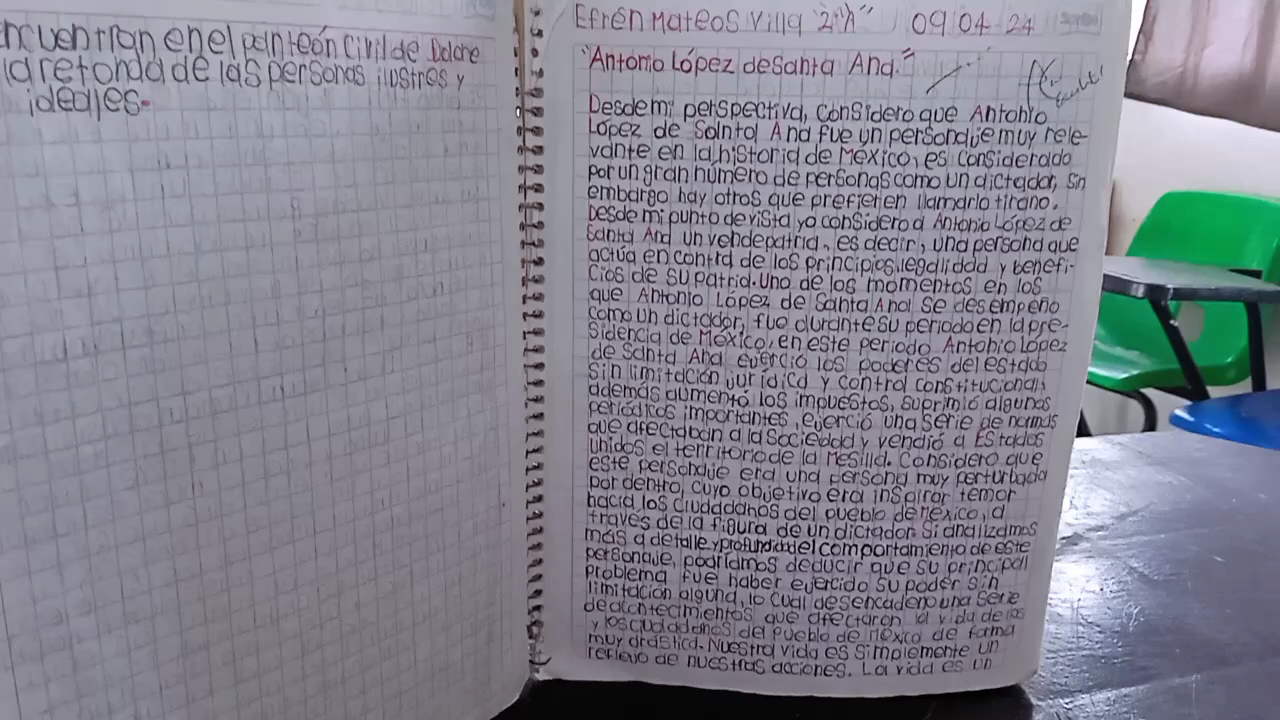 ncuentran en el panteón civil de Dolore
la retonda de las personas ilustres y
ideales.
Efrén Mateos Villa 2"A" 09 04 24
"Antonio López de Santa Ana."
Desde mi perspectiva, considero que Antonio
López de Sainta Ana fue un personaje muy rele-
vante en la historia de México, es considerado
por un gran número de personas como un dictador, sin
embargo hay otros que prefieren llamarlo tirano.
Desde mi punto de vista, yo considero a Antonio López de
Santa Ana un vendepatria, es decir, una persona que
actúa en contra de los principios, legalidad y benefi-
cios de su patria. Uno de los momentos en los
que Antonio López de Santa Ana se desempeño
como un dictador, fue durante su periodo en la pre-
sidencia de México, en este periodo Antonio López
de Santa Ana ejerció los poderes del estado
sin limitación jurídica y control constitucional,
además aumentó los impuestos, suprimió algunos
periódicos importantes, ejerció una serie de normas
que afectaban a la sociedad y vendió a Estados
Unidos el territorio de la Mesilla. Considero que
este, personaje era una persona muy perturbada
por dentro, cuyo objetivo era inspirar temor
hacia los ciudadanos del pueblo de México, a
través de la figura de un dictador. Si analizamos
más a detalle y profundidad el comportamiento de este
personaje, podríamos deducir que su principal
problema fue haber ejercido su poder sin
limitación alguna, lo cual desencadeno una serie
de acontecimientos que afectaron la vida de las
y los ciudadanos del pueblo de México de forma
muy drástica. Nuestra vida es simplemente un
reflejo de nuestras acciones. La vida es un